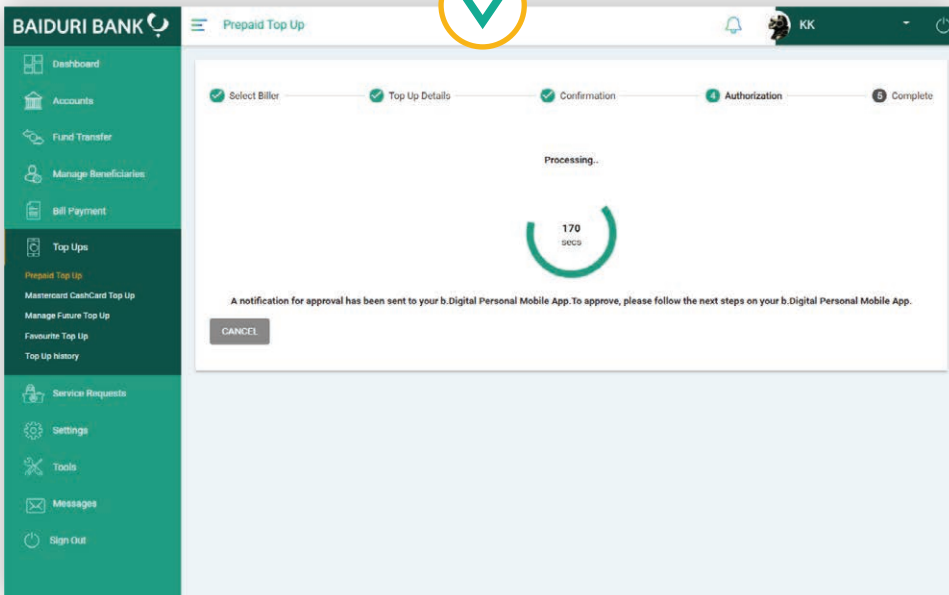 BAIDURI BANK
Prepaid Top Up
KK
Dashboard
Accounts
Fund Transfer
Manage Beneficiaries
Bill Payment
Top Ups
Prepaid Top Up
Mastercard CashCard Top Up
Manage Future Top Up
Favourite Top Up
Top Up history
Service Requests
Settings
Tools
Messages
Sign Out
Select Biller
Top Up Details
Confirmation
4 Authorization
5 Complete
Processing..
170
secs
A notification for approval has been sent to your b.Digital Personal Mobile App.To approve, please follow the next steps on your b.Digital Personal Mobile App.
CANCEL